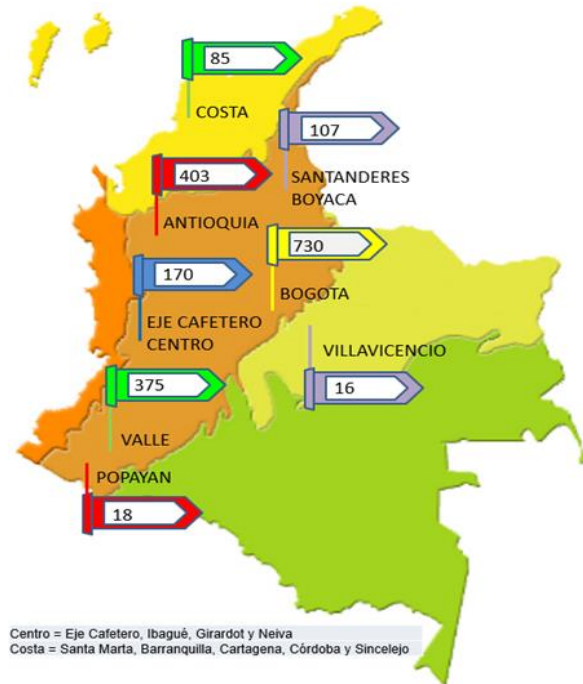 85
COSTA
107
SANTANDERES
BOYACA
403
ANTIOQUIA
730
BOGOTA
170
EJE CAFETERO
CENTRO
VILLAVICENCIO
16
375
VALLE
POPAYAN
18
Centro = Eje Cafetero, Ibagué, Girardot y Neiva
Costa = Santa Marta, Barranquilla, Cartagena, Córdoba y Sincelejo